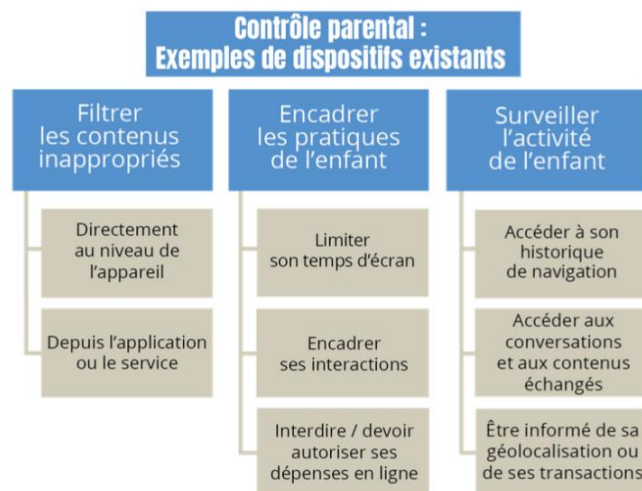 Contrôle parental :
Exemples de dispositifs existants
Filtrer
les contenus
inappropriés
Directement
au niveau de
l'appareil
Depuis l'application
ou le service
Encadrer
les pratiques
de l'enfant
Limiter
son temps d'écran
Encadrer
ses interactions
Interdire / devoir
autoriser ses
dépenses en ligne
Surveiller
l'activité
de l'enfant
Accéder à son
historique
de navigation
Accéder aux
conversations
et aux contenus
échangés
Être informé de sa
géolocalisation ou
de ses transactions